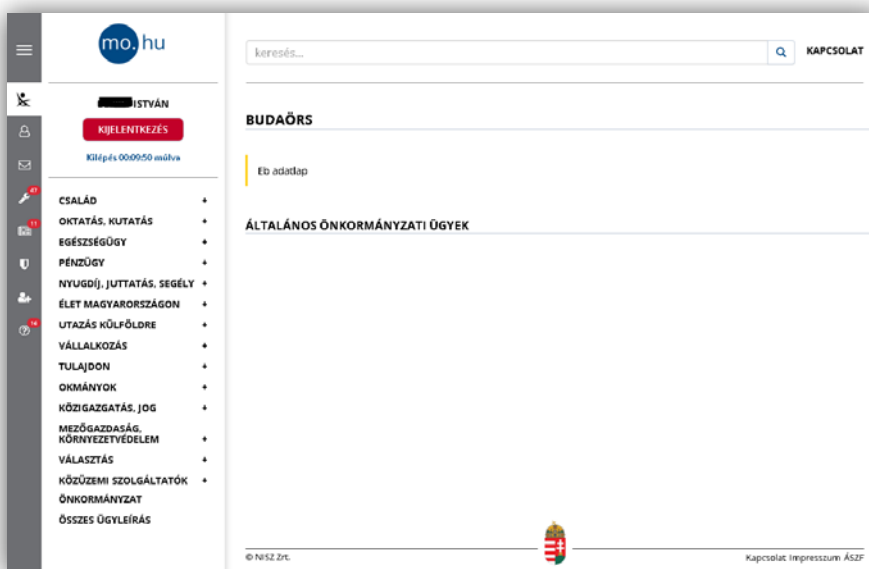 mo.hu
ISTVÁN
KIJELENTKEZÉS
Kilépés 00:09:50 múlva
CSALÁD +
OKTATÁS, KUTATÁS +
EGÉSZSÉGÜGY +
PÉNZÜGY +
NYUGDÍJ, JUTTATÁS, SEGÉLY +
ÉLET MAGYARORSZÁGON +
UTAZÁS KÜLFÖLDRE +
VÁLLALKOZÁS +
TULAJDON +
OKMÁNYOK +
KÖZIGAZGATÁS, JOG +
MEZŐGAZDASÁG,
KÖRNYEZETVÉDELEM +
VÁLASZTÁS +
KÖZÜZEMI SZOLGÁLTATÓK +
ÖNKORMÁNYZAT
ÖSSZES ÜGYLEÍRÁS
47
11
keresés...
KAPCSOLAT
BUDAÖRS
Eb adatlap
ÁLTALÁNOS ÖNKORMÁNYZATI ÜGYEK
© NISZ Zrt.
Kapcsolat Impresszum ÁSZF